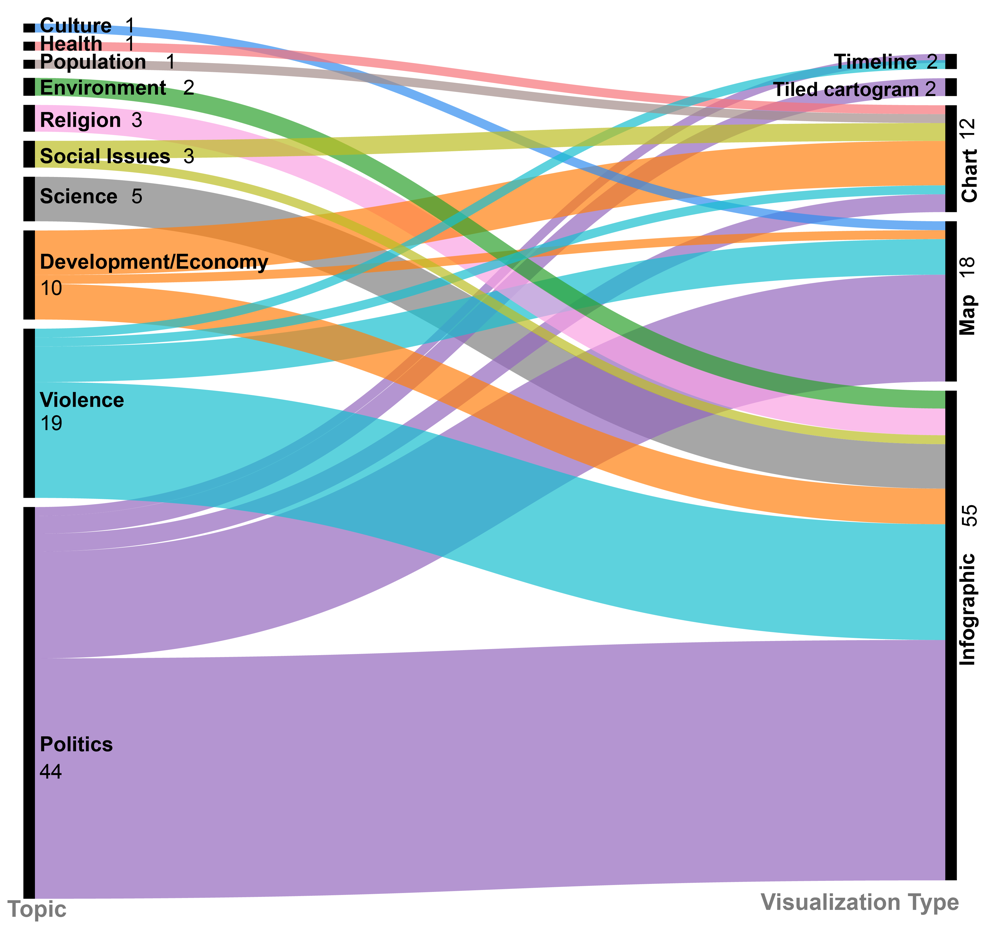 Culture 1
Health 1
Population 1
Environment 2
Religion 3
Social Issues 3
Science 5
Development/Economy
10
Violence
19
Politics
44
Topic
Timeline 2
Tiled cartogram 2
Chart 12
Map 18
Infographic 55
Visualization Type